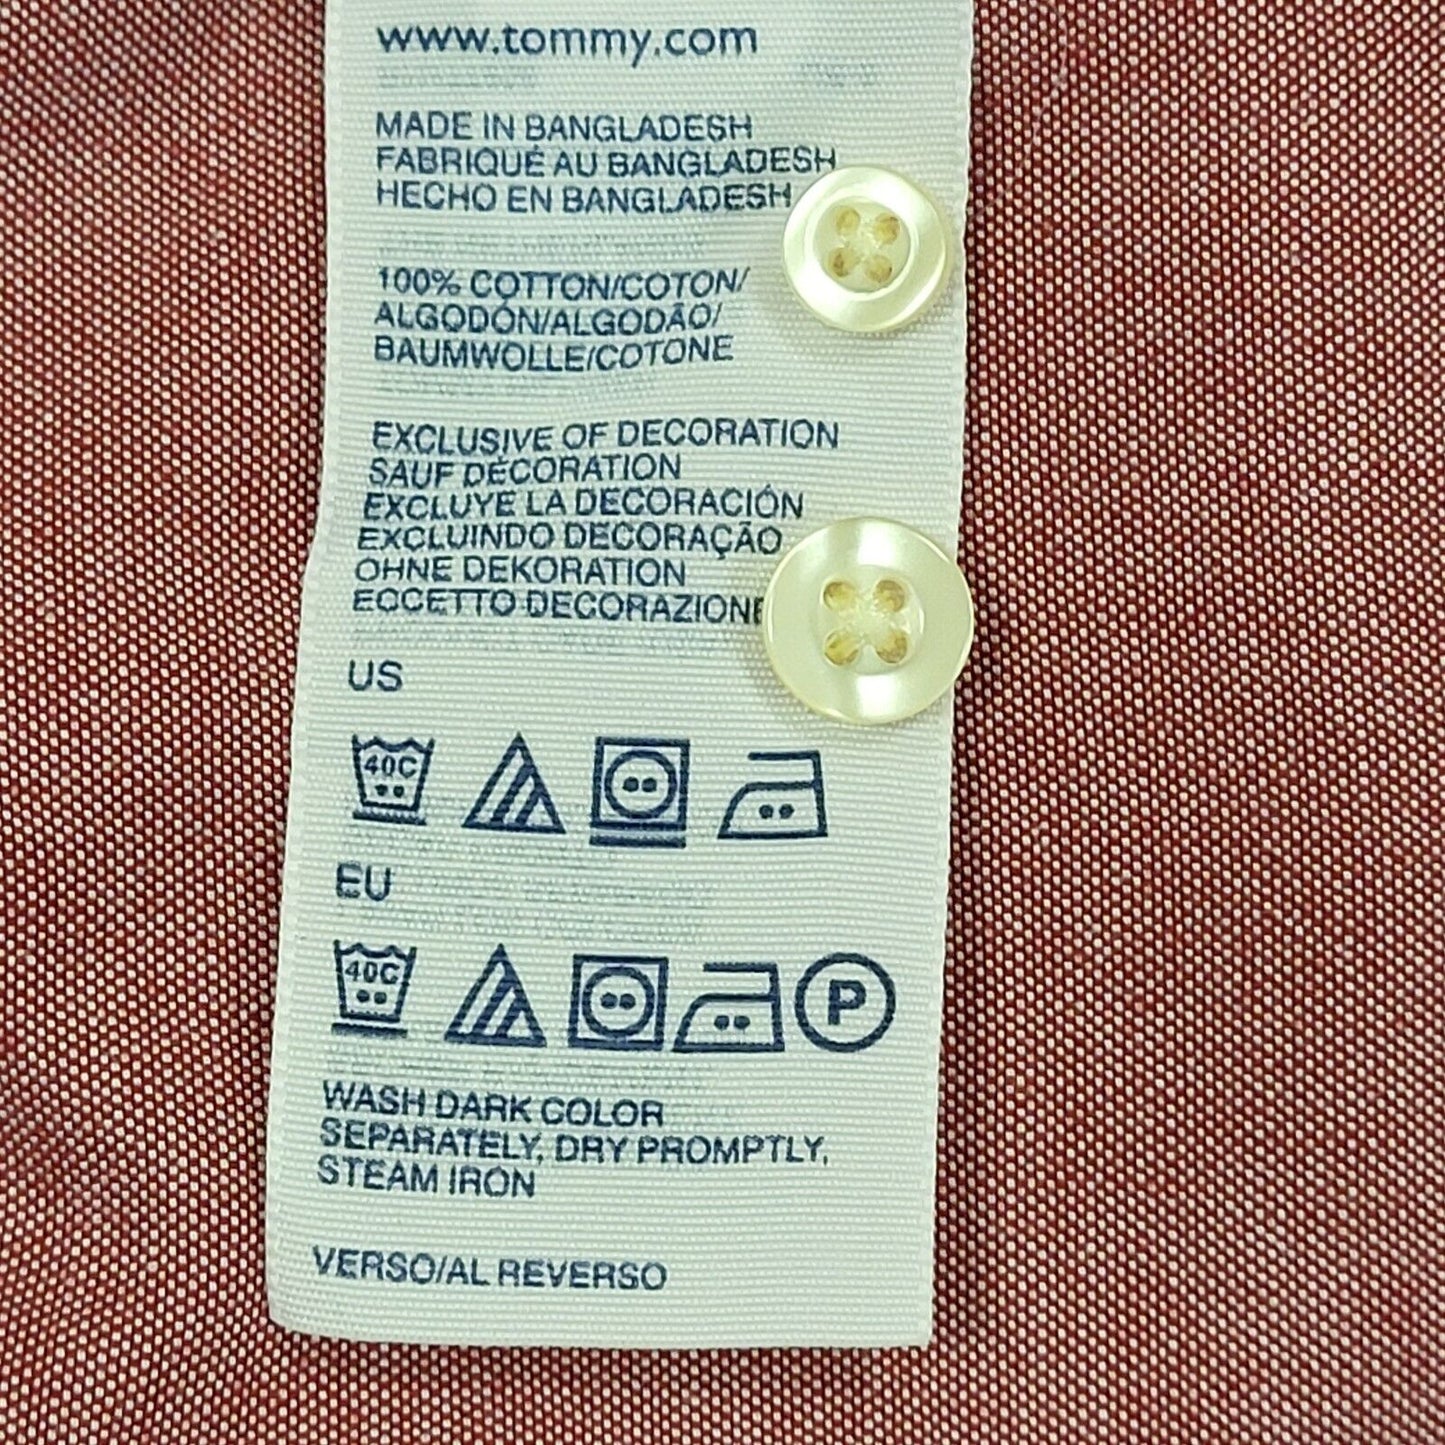 www.tommy.com
MADE IN BANGLADESH
FABRIQUÉ AU BANGLADESH
HECHO EN BANGLADESH
100% COTTON/COTON/
ALGODÓN/ALGODÃO/
BAUMWOLLE/COTONE
EXCLUSIVE OF DECORATION
SAUF DÉCORATION
EXCLUYE LA DECORACIÓN
EXCLUINDO DECORAÇÃO
OHNE DEKORATION
ECCETTO DECORAZIONE
US
40C
EU
40C P
WASH DARK COLOR
SEPARATELY, DRY PROMPTLY,
STEAM IRON
VERSO/AL REVERSO